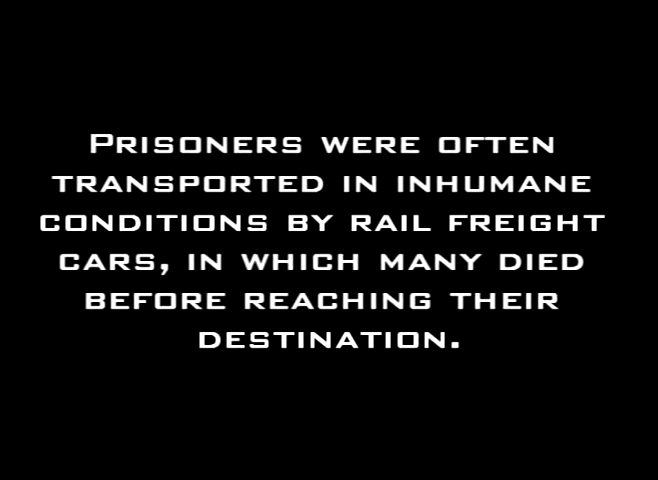 Prisoners were often
transported in inhumane
conditions by rail freight
cars, in which many died
before reaching their
destination.